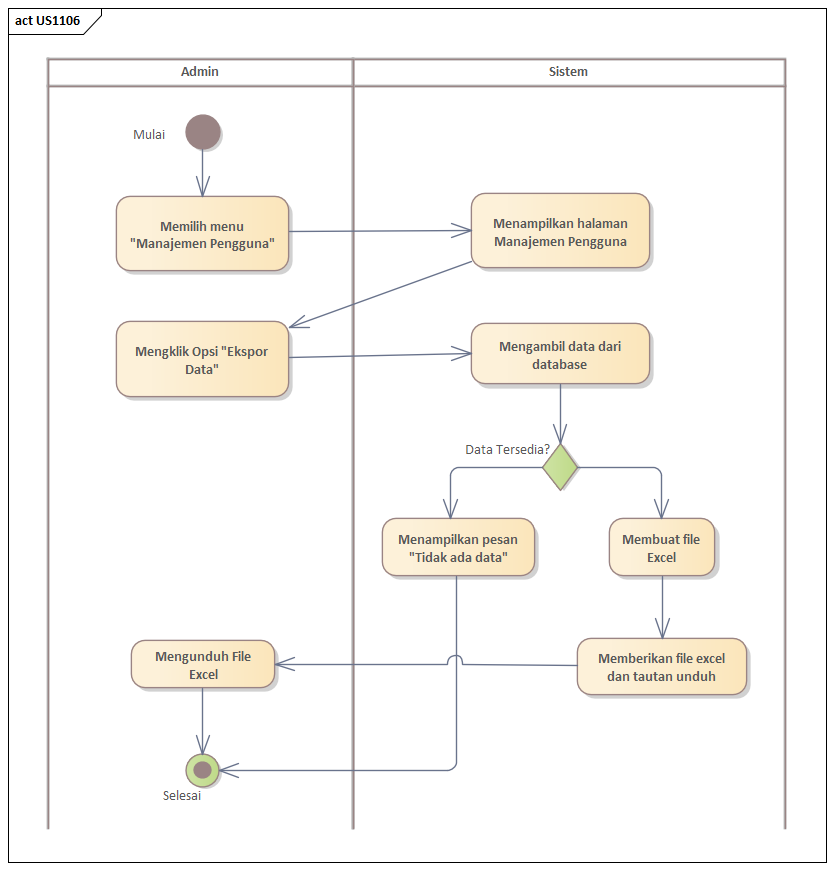 act US1106
Admin
Sistem
Mulai
Memilih menu
"Manajemen Pengguna"
Menampilkan halaman
Manajemen Pengguna
Mengklik Opsi "Ekspor
Data"
Mengambil data dari
database
Data Tersedia?
Menampilkan pesan
"Tidak ada data"
Membuat file
Excel
Mengunduh File
Excel
Memberikan file excel
dan tautan unduh
Selesai